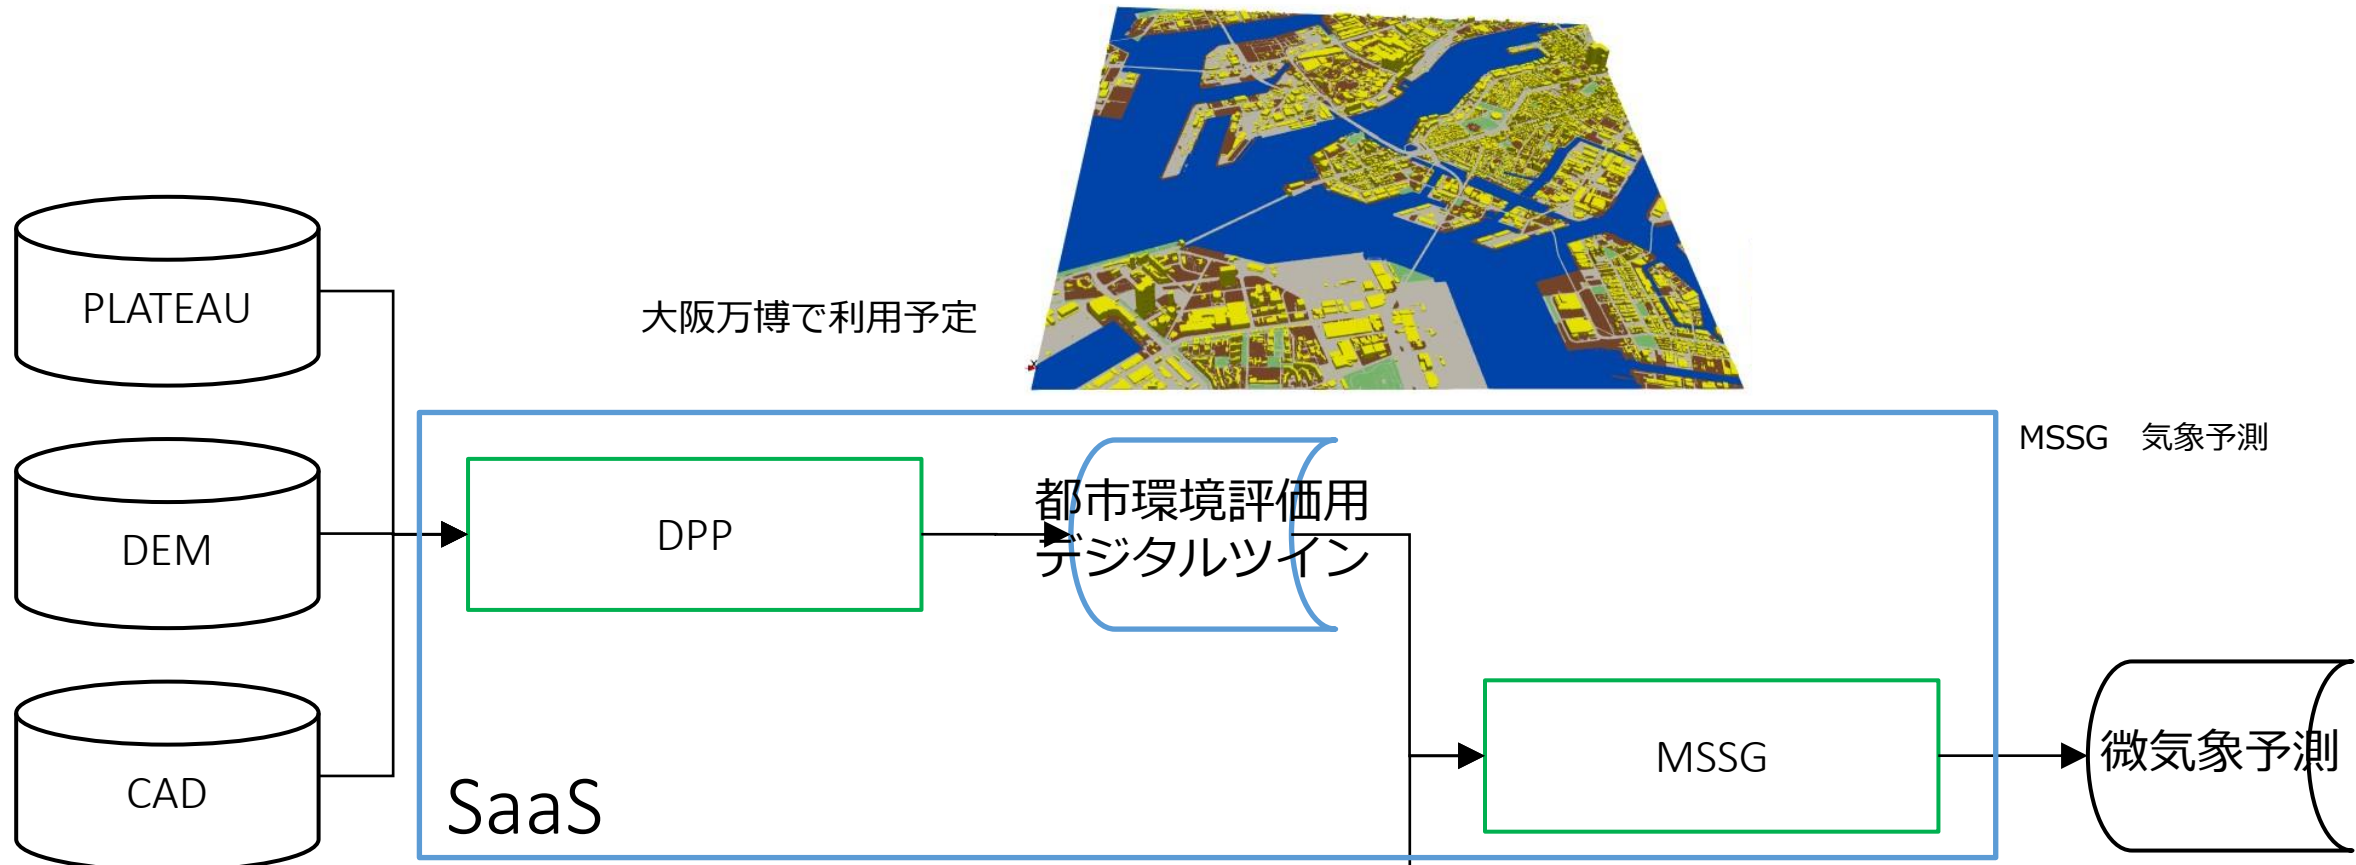 大阪万博で利用予定
PLATEAU
DEM
CAD
MSSG　気象予測
DPP
都市環境評価用
デジタルツイン
MSSG
微気象予測
SaaS